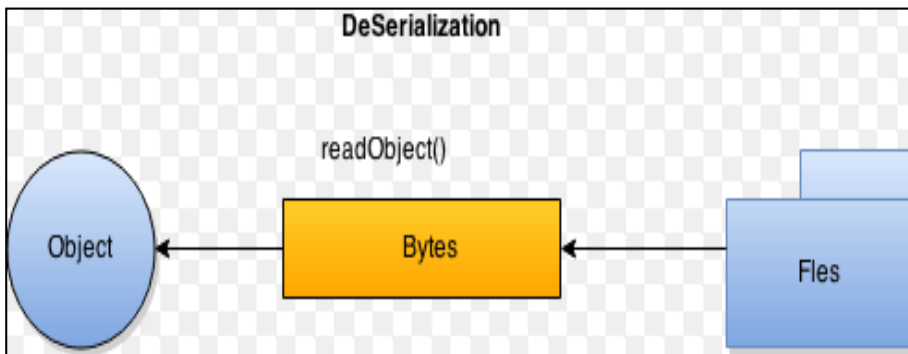 DeSerialization
readObject()
Object
Bytes
Fles